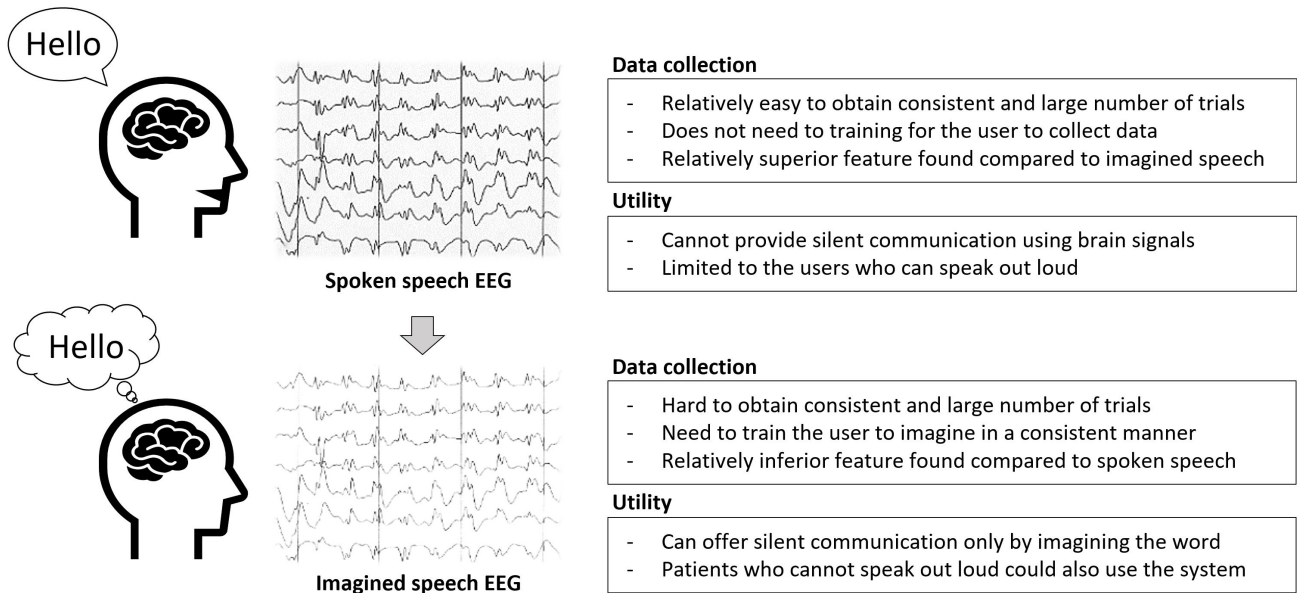 Hello
Spoken speech EEG
Data collection
- Relatively easy to obtain consistent and large number of trials
- Does not need to training for the user to collect data
- Relatively superior feature found compared to imagined speech
Utility
- Cannot provide silent communication using brain signals
- Limited to the users who can speak out loud
Hello
Imagined speech EEG
Data collection
- Hard to obtain consistent and large number of trials
- Need to train the user to imagine in a consistent manner
- Relatively inferior feature found compared to spoken speech
Utility
- Can offer silent communication only by imagining the word
- Patients who cannot speak out loud could also use the system